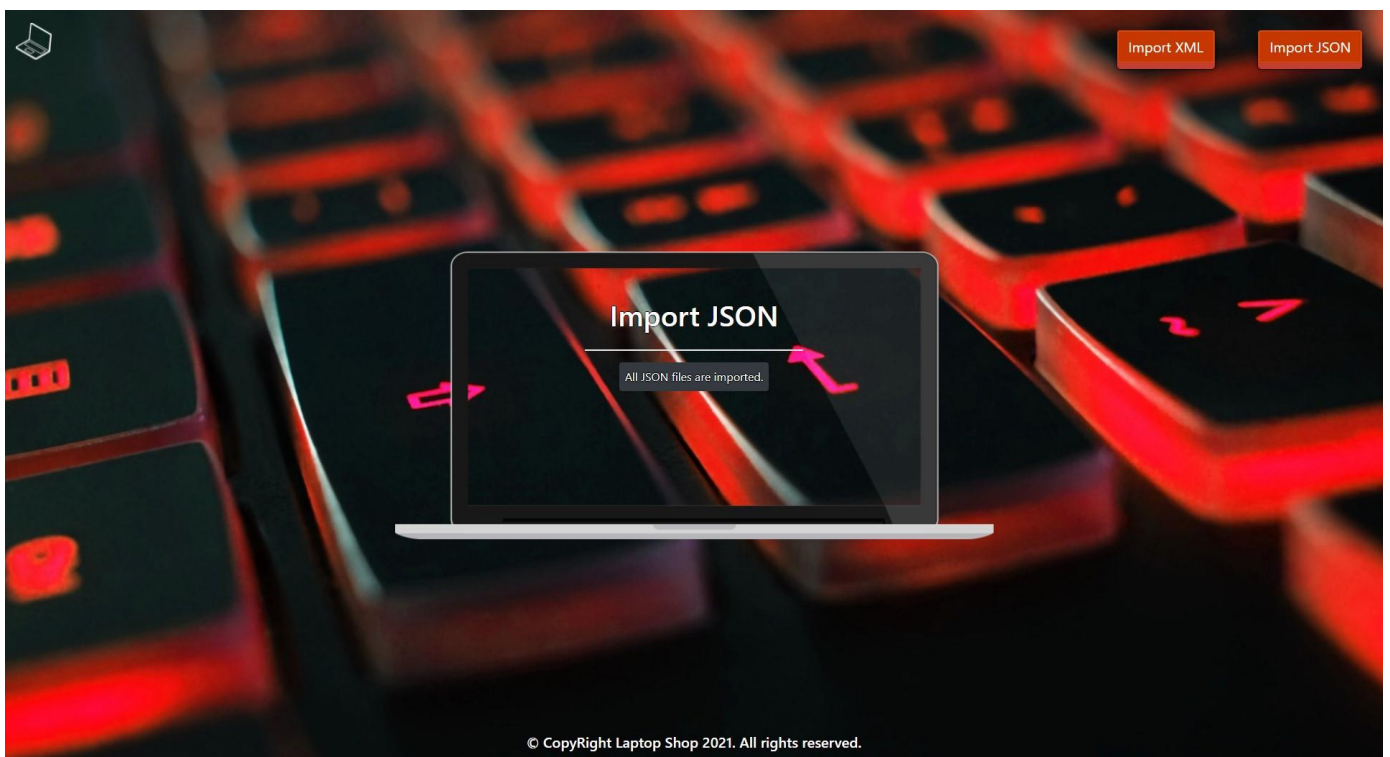 Import XML
Import JSON
Import JSON
All JSON files are imported.
© CopyRight Laptop Shop 2021. All rights reserved.